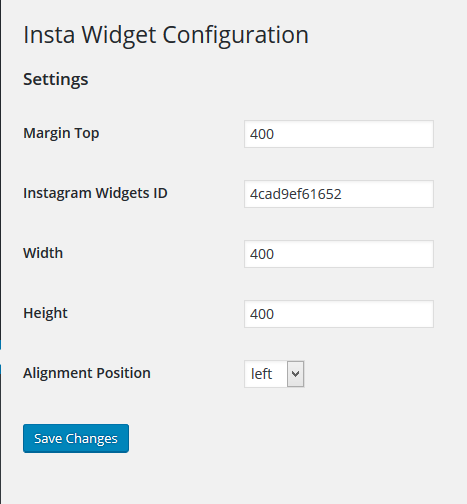 Insta Widget Configuration
Settings
Margin Top 400
Instagram Widgets ID 4cad9ef61652
Width 400
Height 400
Alignment Position left
Save Changes